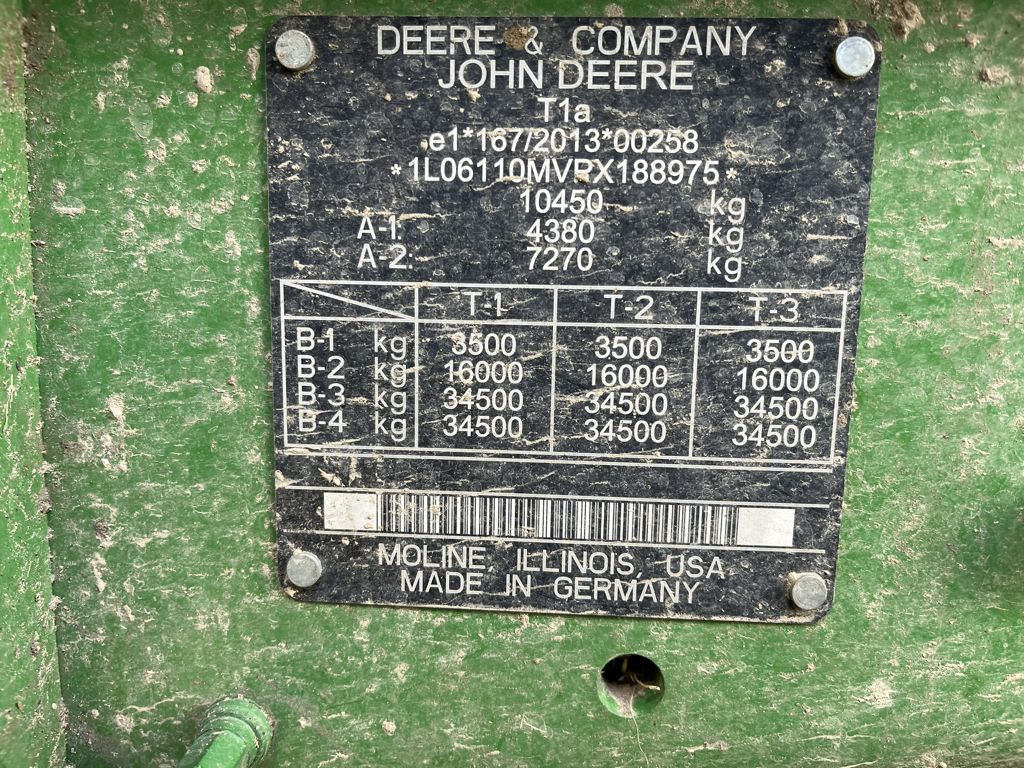 DEERE & COMPANY
JOHN DEERE
T1a
e1*167/2013*00258
*1L06110MVPX188975*
10450 kg
A-1: 4380 kg
A-2: 7270 kg
T-1 T-2 T-3
B-1 kg 3500 3500 3500
B-2 kg 16000 16000 16000
B-3 kg 34500 34500 34500
B-4 kg 34500 34500 34500
MOLINE, ILLINOIS, USA
MADE IN GERMANY